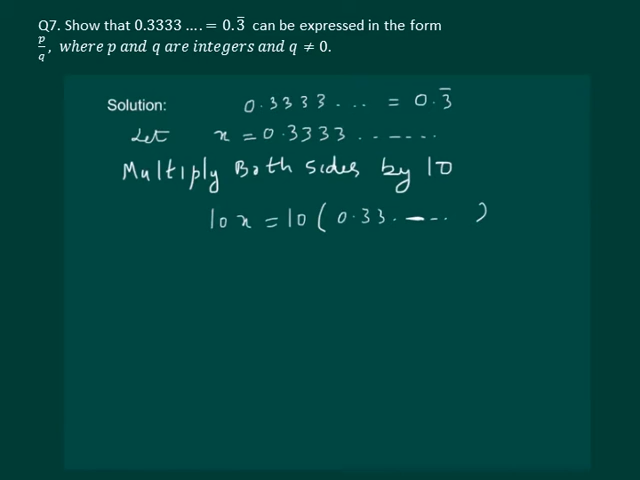 Q7. Show that 0.3333 .... = 0.3̅ can be expressed in the form
p/q, where p and q are integers and q ≠ 0.
Solution: 0.3333... = 0.3̅
Let x = 0.3333.......
Multiply Both sides by 10
10x = 10(0.33......)